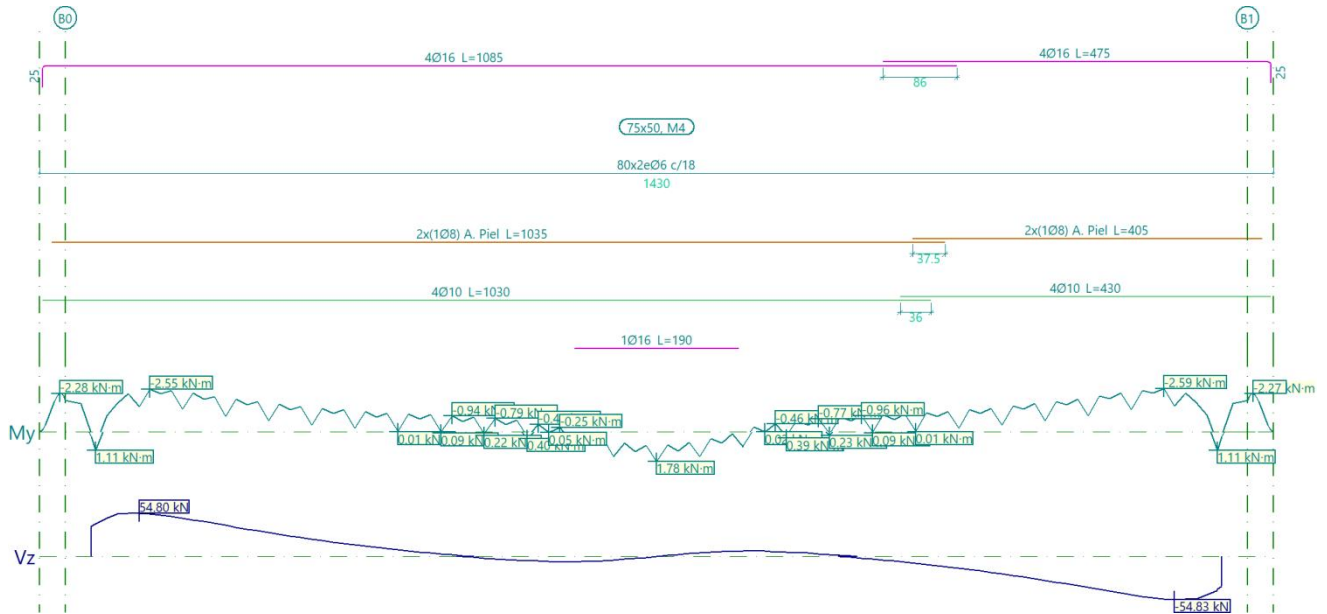 B0
B1
4Ø16 L=1085
4Ø16 L=475
25
25
86
75x50, M4
80x2eØ6 c/18
1430
2x(1Ø8) A. Piel L=1035
2x(1Ø8) A. Piel L=405
37.5
4Ø10 L=1030
4Ø10 L=430
36
1Ø16 L=190
-2.28 kN·m
-2.55 kN·m
-2.59 kN·m
-2.27 kN·m
-0.94 kN
-0.79 kN
-0.25 kN·m
-0.46 kN
-0.77 kN
-0.96 kN·m
My
0.01 kN
0.09 kN
0.22 kN
0.40 kN
0.05 kN·m
0.39 kN
0.23 kN
0.09 kN
0.01 kN·m
1.11 kN·m
1.78 kN·m
1.11 kN·m
54.80 kN
Vz
-54.83 kN